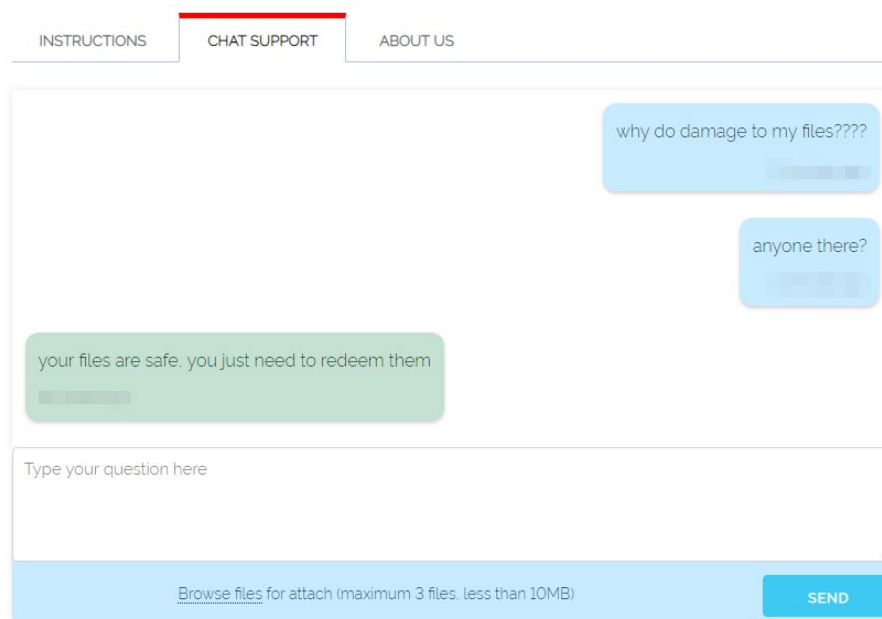 INSTRUCTIONS
CHAT SUPPORT
ABOUT US
why do damage to my files????
anyone there?
your files are safe, you just need to redeem them
Type your question here
Browse files for attach (maximum 3 files, less than 10MB)
SEND